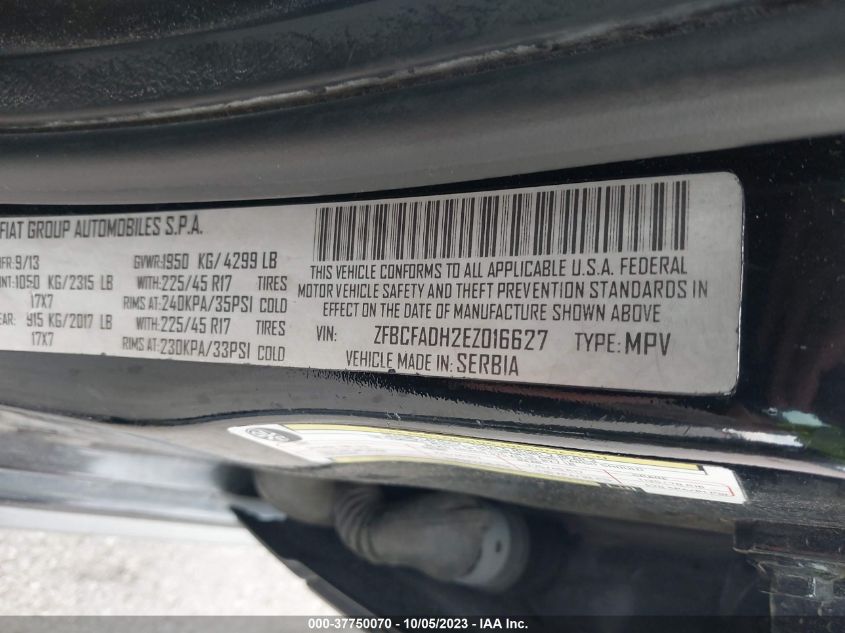 FIAT GROUP AUTOMOBILES S.P.A.
FR: 9/13 GVWR: 1950 KG/ 4299 LB
NT: 1050 KG/2315 LB WITH: 225/45 R17 TIRES
17X7 RIMS AT: 240KPA/35PSI COLD
EAR: 915 KG/2017 LB WITH: 225/45 R17 TIRES
17X7 RIMS AT: 230KPA/33PSI COLD
THIS VEHICLE CONFORMS TO ALL APPLICABLE U.S.A. FEDERAL
MOTOR VEHICLE SAFETY AND THEFT PREVENTION STANDARDS IN
EFFECT ON THE DATE OF MANUFACTURE SHOWN ABOVE
VIN: ZFBCFADH2EZ016627 TYPE: MPV
VEHICLE MADE IN: SERBIA
000-37750070 - 10/05/2023 - IAA Inc.